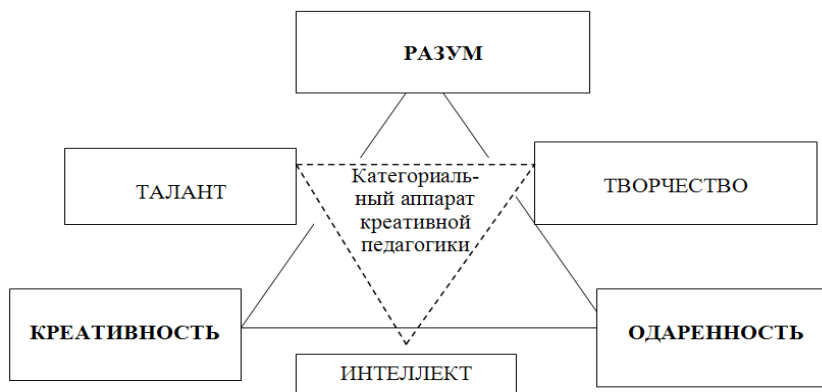 РАЗУМ
ТАЛАНТ
Категориаль-
ный аппарат
креативной
педагогики
ТВОРЧЕСТВО
КРЕАТИВНОСТЬ
ОДАРЕННОСТЬ
ИНТЕЛЛЕКТ